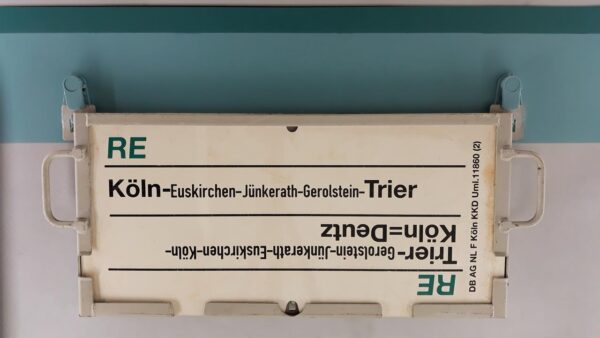 RE
Köln-Euskirchen-Jünkerath-Gerolstein-Trier
RE
Trier-Gerolstein-Jünkerath-Euskirchen-Köln-
Köln=Deutz
DB AG NL F Köln KKD Uml.11860 (2)